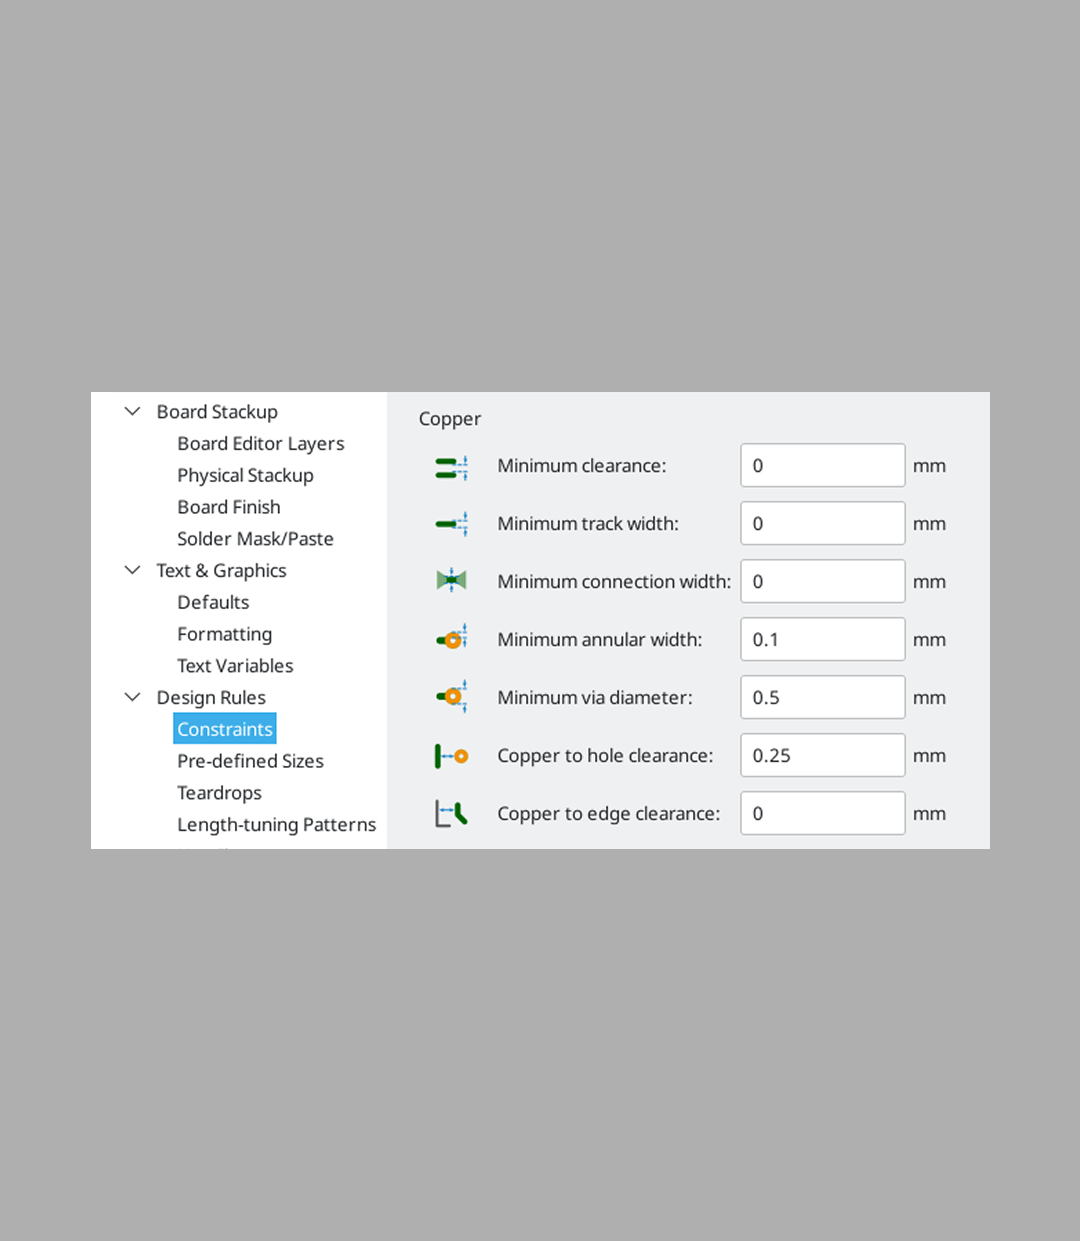 Board Stackup
Board Editor Layers
Physical Stackup
Board Finish
Solder Mask/Paste
Text & Graphics
Defaults
Formatting
Text Variables
Design Rules
Constraints
Pre-defined Sizes
Teardrops
Length-tuning Patterns
Copper
Minimum clearance: 0 mm
Minimum track width: 0 mm
Minimum connection width: 0 mm
Minimum annular width: 0.1 mm
Minimum via diameter: 0.5 mm
Copper to hole clearance: 0.25 mm
Copper to edge clearance: 0 mm